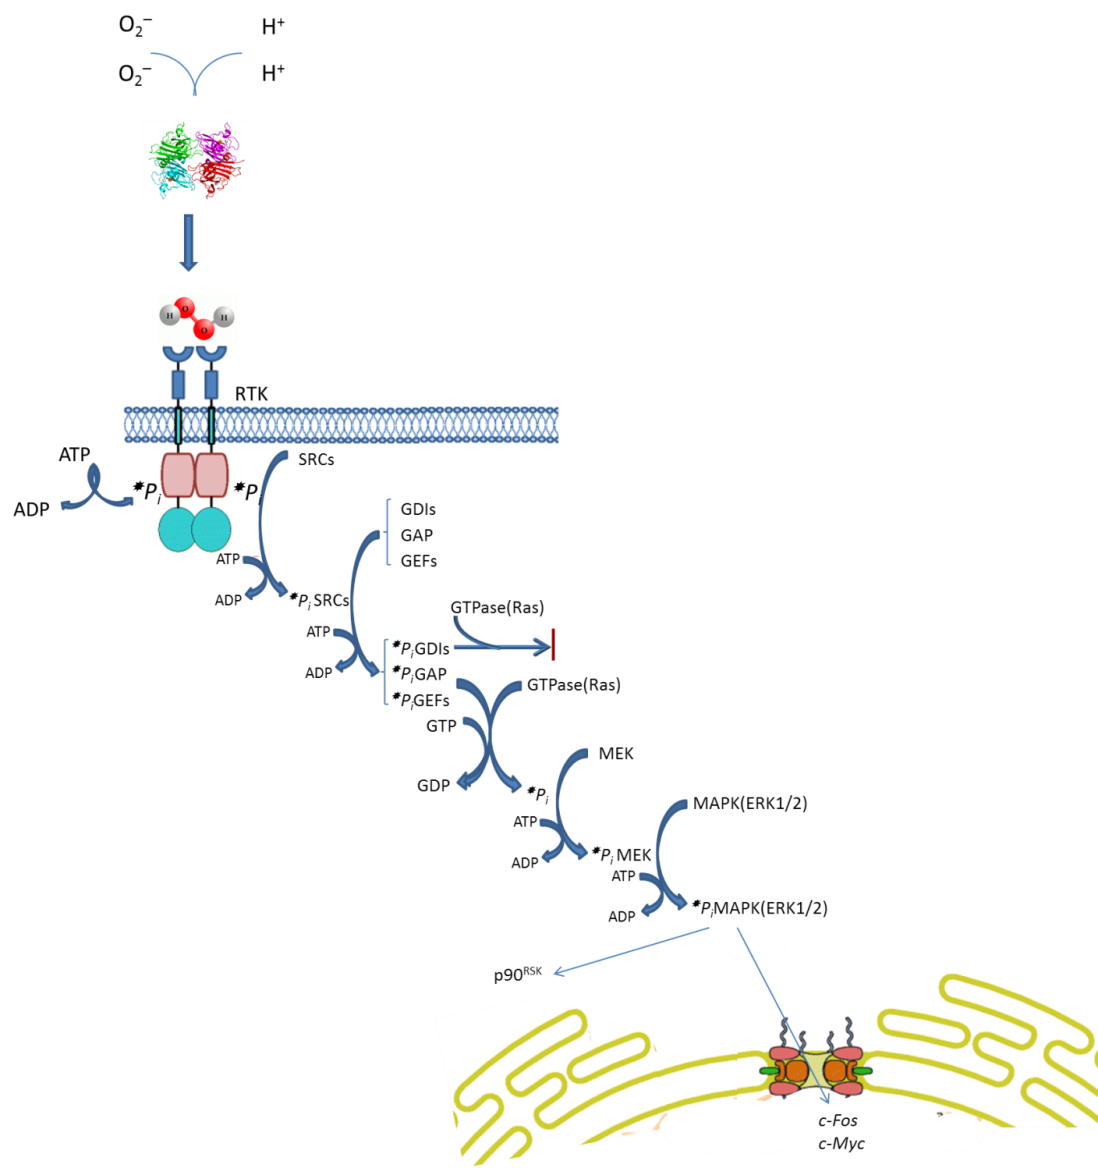 O₂⁻ H⁺
O₂⁻ H⁺
H O O H
RTK
ATP
SRCs
*Pᵢ *Pᵢ
ADP
GDIs
GAP
GEFs
ATP
ADP
*Pᵢ SRCs
GTPase(Ras)
ATP
*PᵢGDIs
ADP
*PᵢGAP
GTPase(Ras)
*PᵢGEFs
GTP
MEK
GDP
*Pᵢ
MAPK(ERK1/2)
ATP
*Pᵢ MEK
ADP
ATP
*PᵢMAPK(ERK1/2)
ADP
p90ᴿˢᴷ
c-Fos
c-Myc